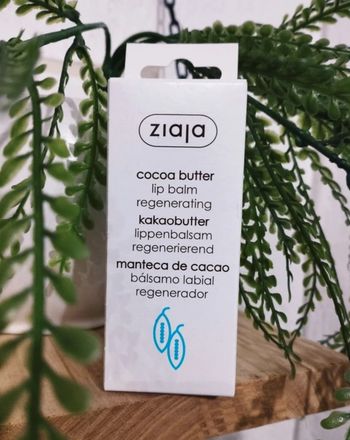 ziaja
cocoa butter
lip balm
regenerating
kakaobutter
lippenbalsam
regenerierend
manteca de cacao
bálsamo labial
regenerador